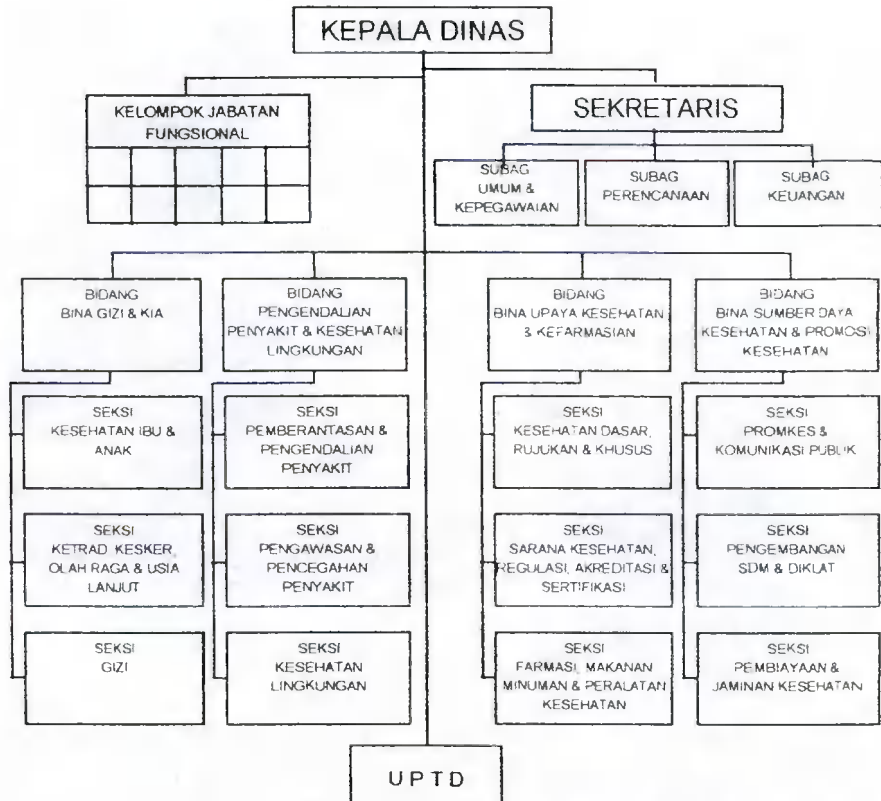 KEPALA DINAS
KELOMPOK JABATAN
FUNGSIONAL
SEKRETARIS
SUBAG
UMUM &
KEPEGAWAIAN
SUBAG
PERENCANAAN
SUBAG
KEUANGAN
BIDANG
BINA GIZI & KIA
BIDANG
PENGENDALIAN
PENYAKIT & KESEHATAN
LINGKUNGAN
BIDANG
BINA UPAYA KESEHATAN
& KEFARMASIAN
BIDANG
BINA SUMBER DAYA
KESEHATAN & PROMOSI
KESEHATAN
SEKSI
KESEHATAN IBU &
ANAK
SEKSI
PEMBERANTASAN &
PENGENDALIAN
PENYAKIT
SEKSI
KESEHATAN DASAR,
RUJUKAN & KHUSUS
SEKSI
PROMKES &
KOMUNIKASI PUBLIK
SEKSI
KETRAD, KESKER,
OLAH RAGA & USIA
LANJUT
SEKSI
PENGAWASAN &
PENCEGAHAN
PENYAKIT
SEKSI
SARANA KESEHATAN,
REGULASI, AKREDITASI &
SERTIFIKASI
SEKSI
PENGEMBANGAN
SDM & DIKLAT
SEKSI
GIZI
SEKSI
KESEHATAN
LINGKUNGAN
SEKSI
FARMASI, MAKANAN
MINUMAN & PERALATAN
KESEHATAN
SEKSI
PEMBIAYAAN &
JAMINAN KESEHATAN
UPTD